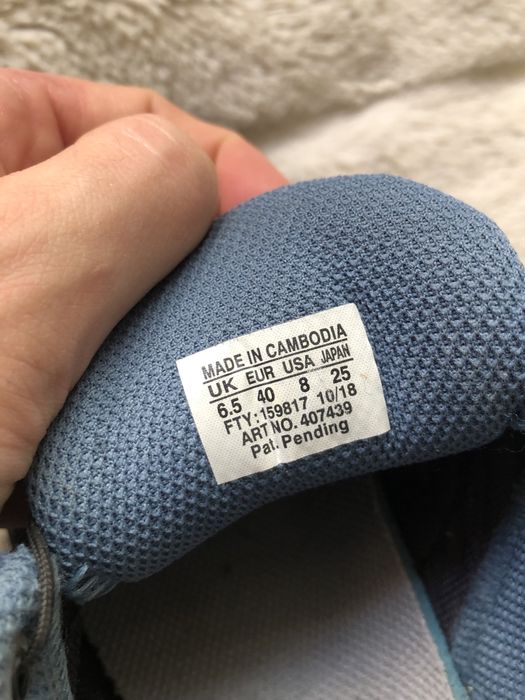 MADE IN CAMBODIA
UK EUR USA JAPAN
6.5 40 8 25
FTY: 159817 10/18
ART NO. 407439
Pat. Pending